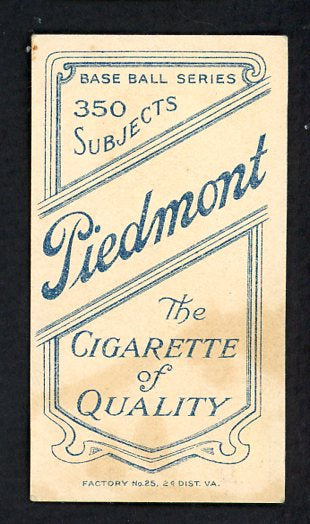 BASE BALL SERIES
350
SUBJECTS
Piedmont
The
CIGARETTE
of
QUALITY
FACTORY No. 25, 2d DIST. VA.